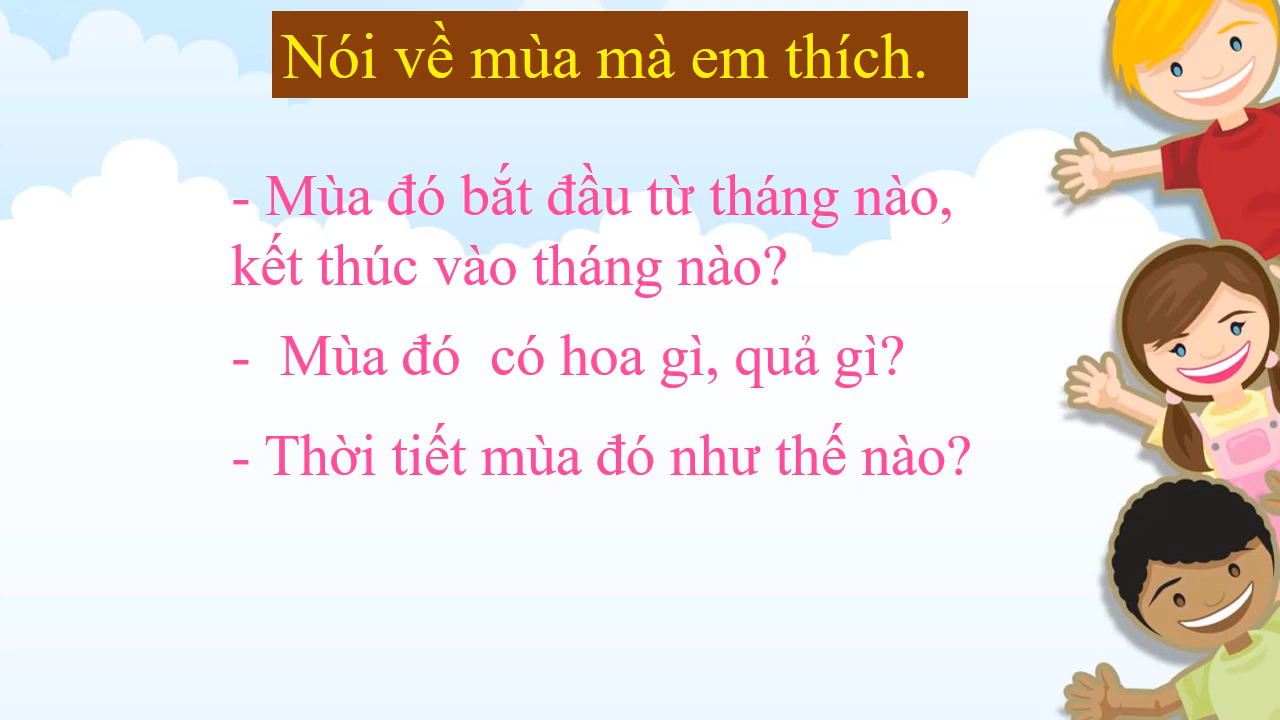 Nói về mùa mà em thích.
- Mùa đó bắt đầu từ tháng nào,
kết thúc vào tháng nào?
- Mùa đó có hoa gì, quả gì?
- Thời tiết mùa đó như thế nào?